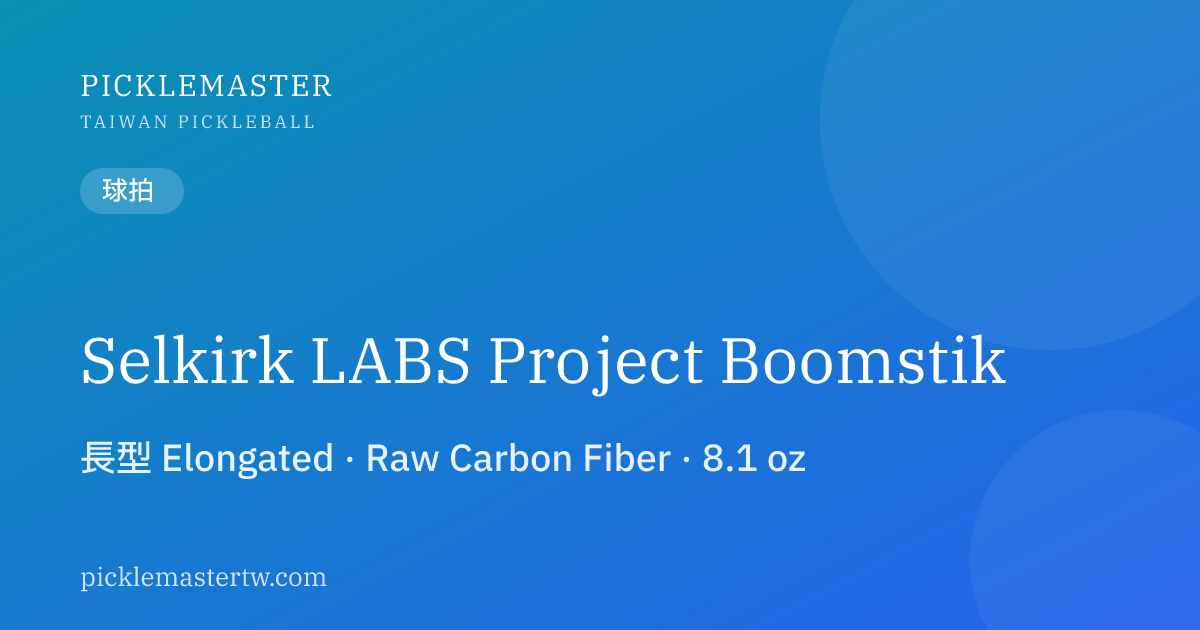 PICKLEMASTER
TAIWAN PICKLEBALL
球拍
Selkirk LABS Project Boomstik
長型 Elongated · Raw Carbon Fiber · 8.1 oz
picklemastertw.com